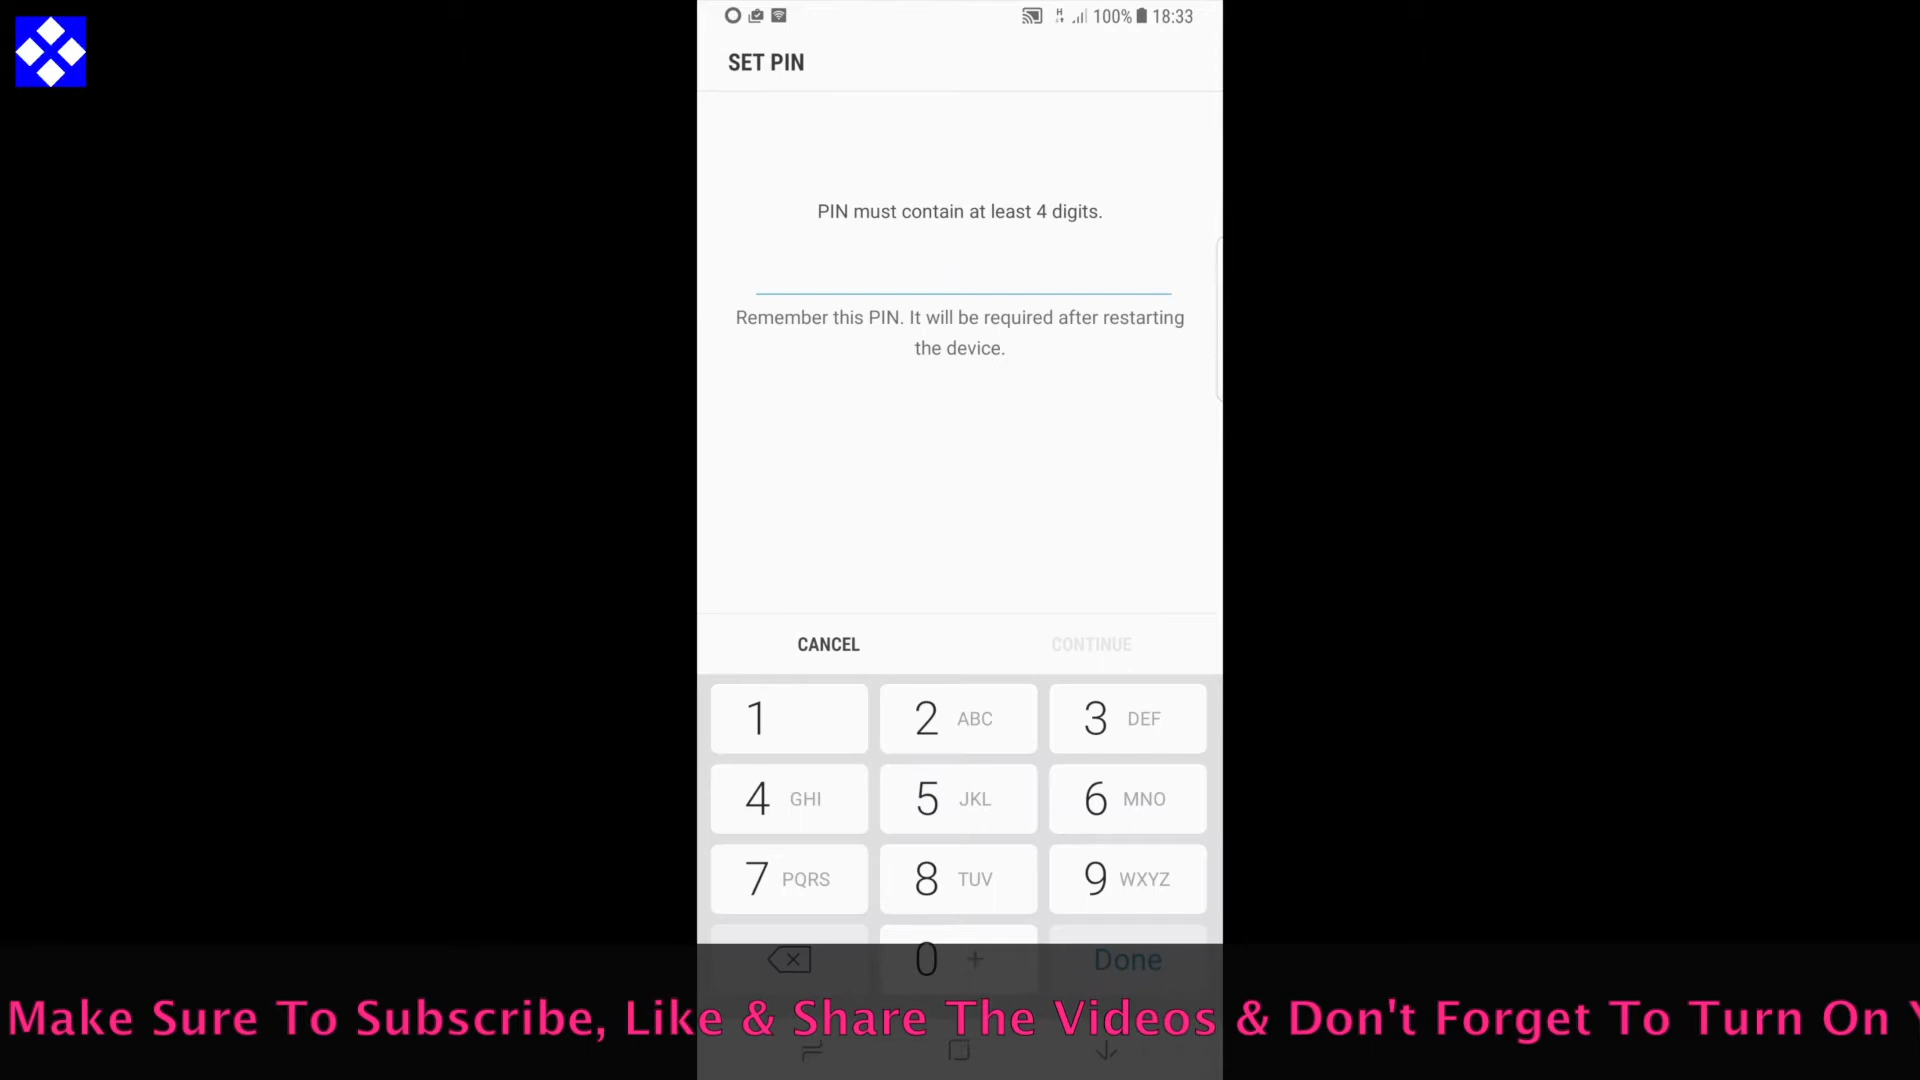 H 100% 18:33
SET PIN
PIN must contain at least 4 digits.
Remember this PIN. It will be required after restarting
the device.
CANCEL CONTINUE
1 2 ABC 3 DEF
4 GHI 5 JKL 6 MNO
7 PQRS 8 TUV 9 WXYZ
0 + Done
Make Sure To Subscribe, Like & Share The Videos & Don't Forget To Turn On